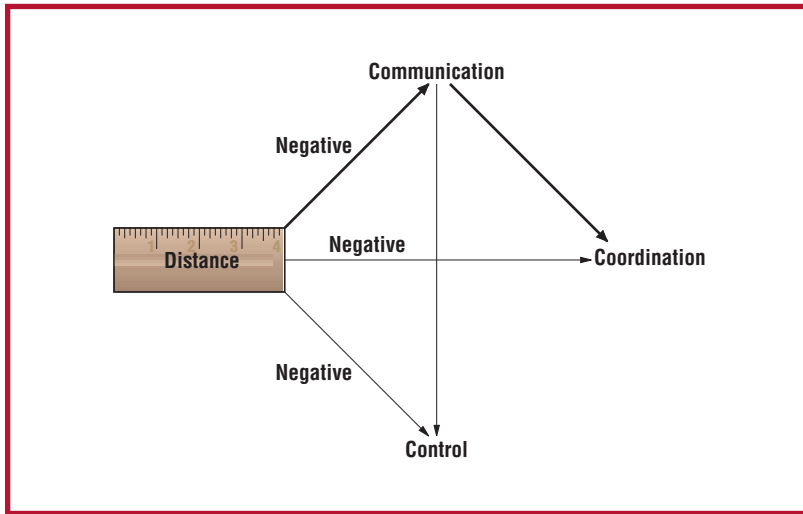 Communication
Negative
1 2 3 4
Negative
Distance
Coordination
Negative
Control